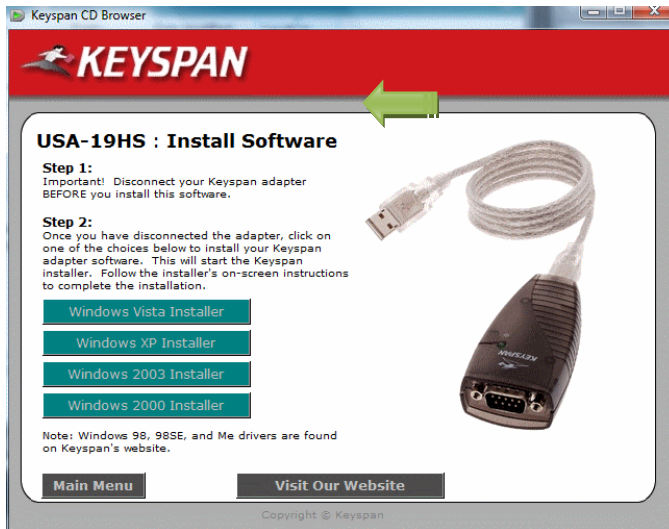 Keyspan CD Browser
KEYSPAN
USA-19HS : Install Software
Step 1:
Important! Disconnect your Keyspan adapter
BEFORE you install this software.
Step 2:
Once you have disconnected the adapter, click on
one of the choices below to install your Keyspan
adapter software. This will start the Keyspan
installer. Follow the installer's on-screen instructions
to complete the installation.
Windows Vista Installer
Windows XP Installer
Windows 2003 Installer
Windows 2000 Installer
KEYSPAN
Note: Windows 98, 98SE, and Me drivers are found
on Keyspan's website.
Main Menu
Visit Our Website
Copyright © Keyspan